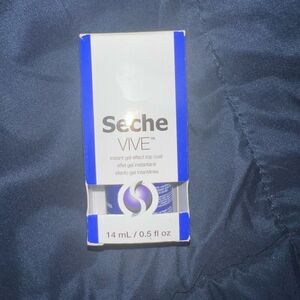 Seche
VIVE™
instant gel effect top coat
effet gel instantané
efecto gel instantáneo
14 mL / 0.5 fl oz